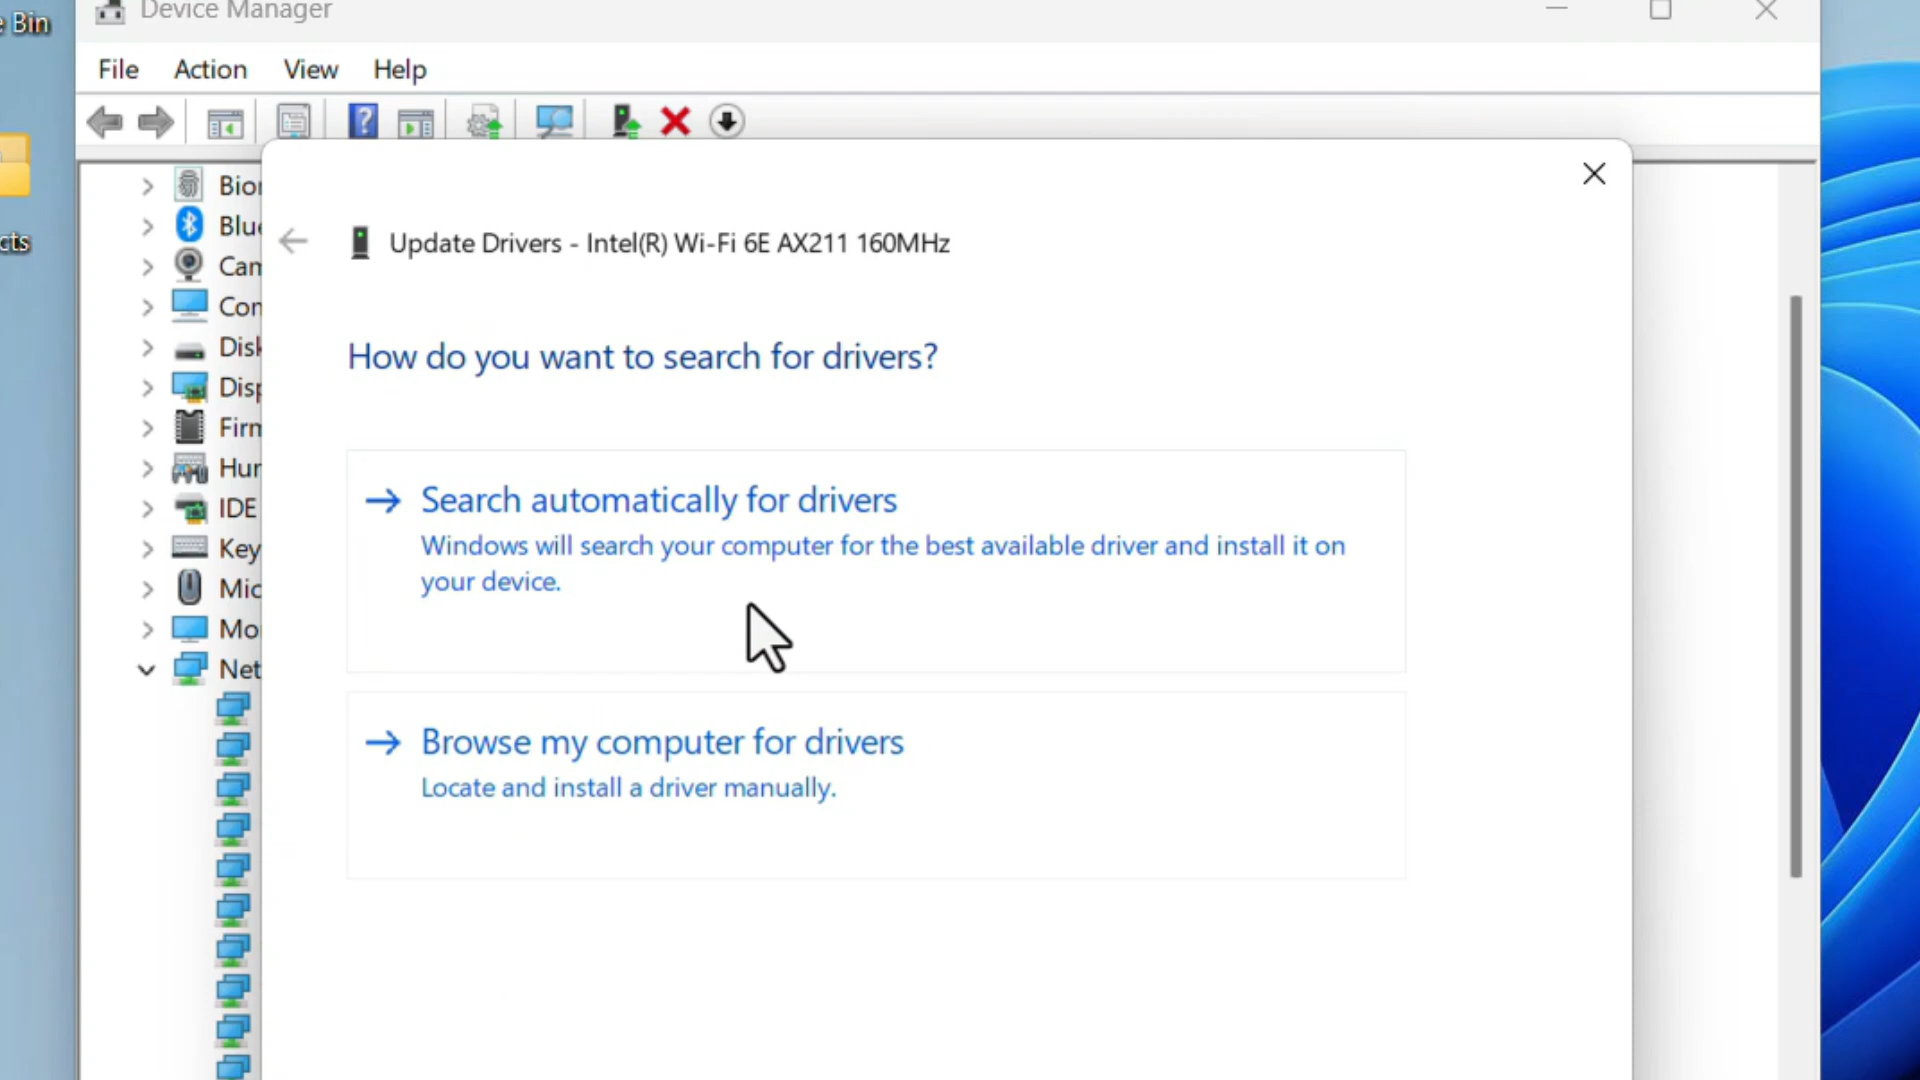 e Bin
Device Manager
File Action View Help
cts
Bior
Blue
Cam
Con
Disk
Disp
Firm
Hur
IDE
Key
Mic
Mo
Net
Update Drivers - Intel(R) Wi-Fi 6E AX211 160MHz
How do you want to search for drivers?
Search automatically for drivers
Windows will search your computer for the best available driver and install it on
your device.
Browse my computer for drivers
Locate and install a driver manually.